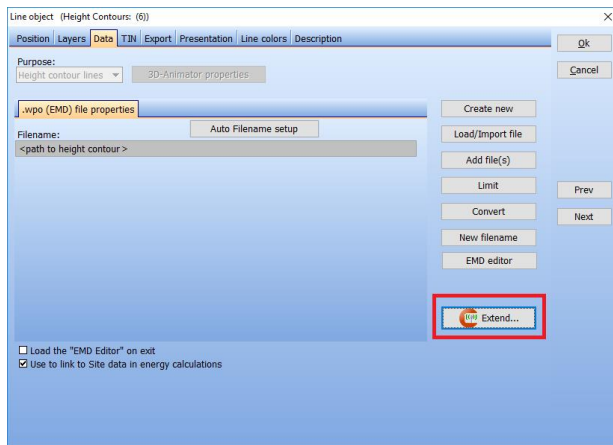 Line object (Height Contours: (6))
Position Layers Data TIN Export Presentation Line colors Description
Ok
Cancel
Prev
Next
Purpose:
Height contour lines
3D-Animator properties
.wpo (EMD) file properties
Auto Filename setup
Filename:
<path to height contour>
Create new
Load/Import file
Add file(s)
Limit
Convert
New filename
EMD editor
Extend...
Load the "EMD Editor" on exit
Use to link to Site data in energy calculations